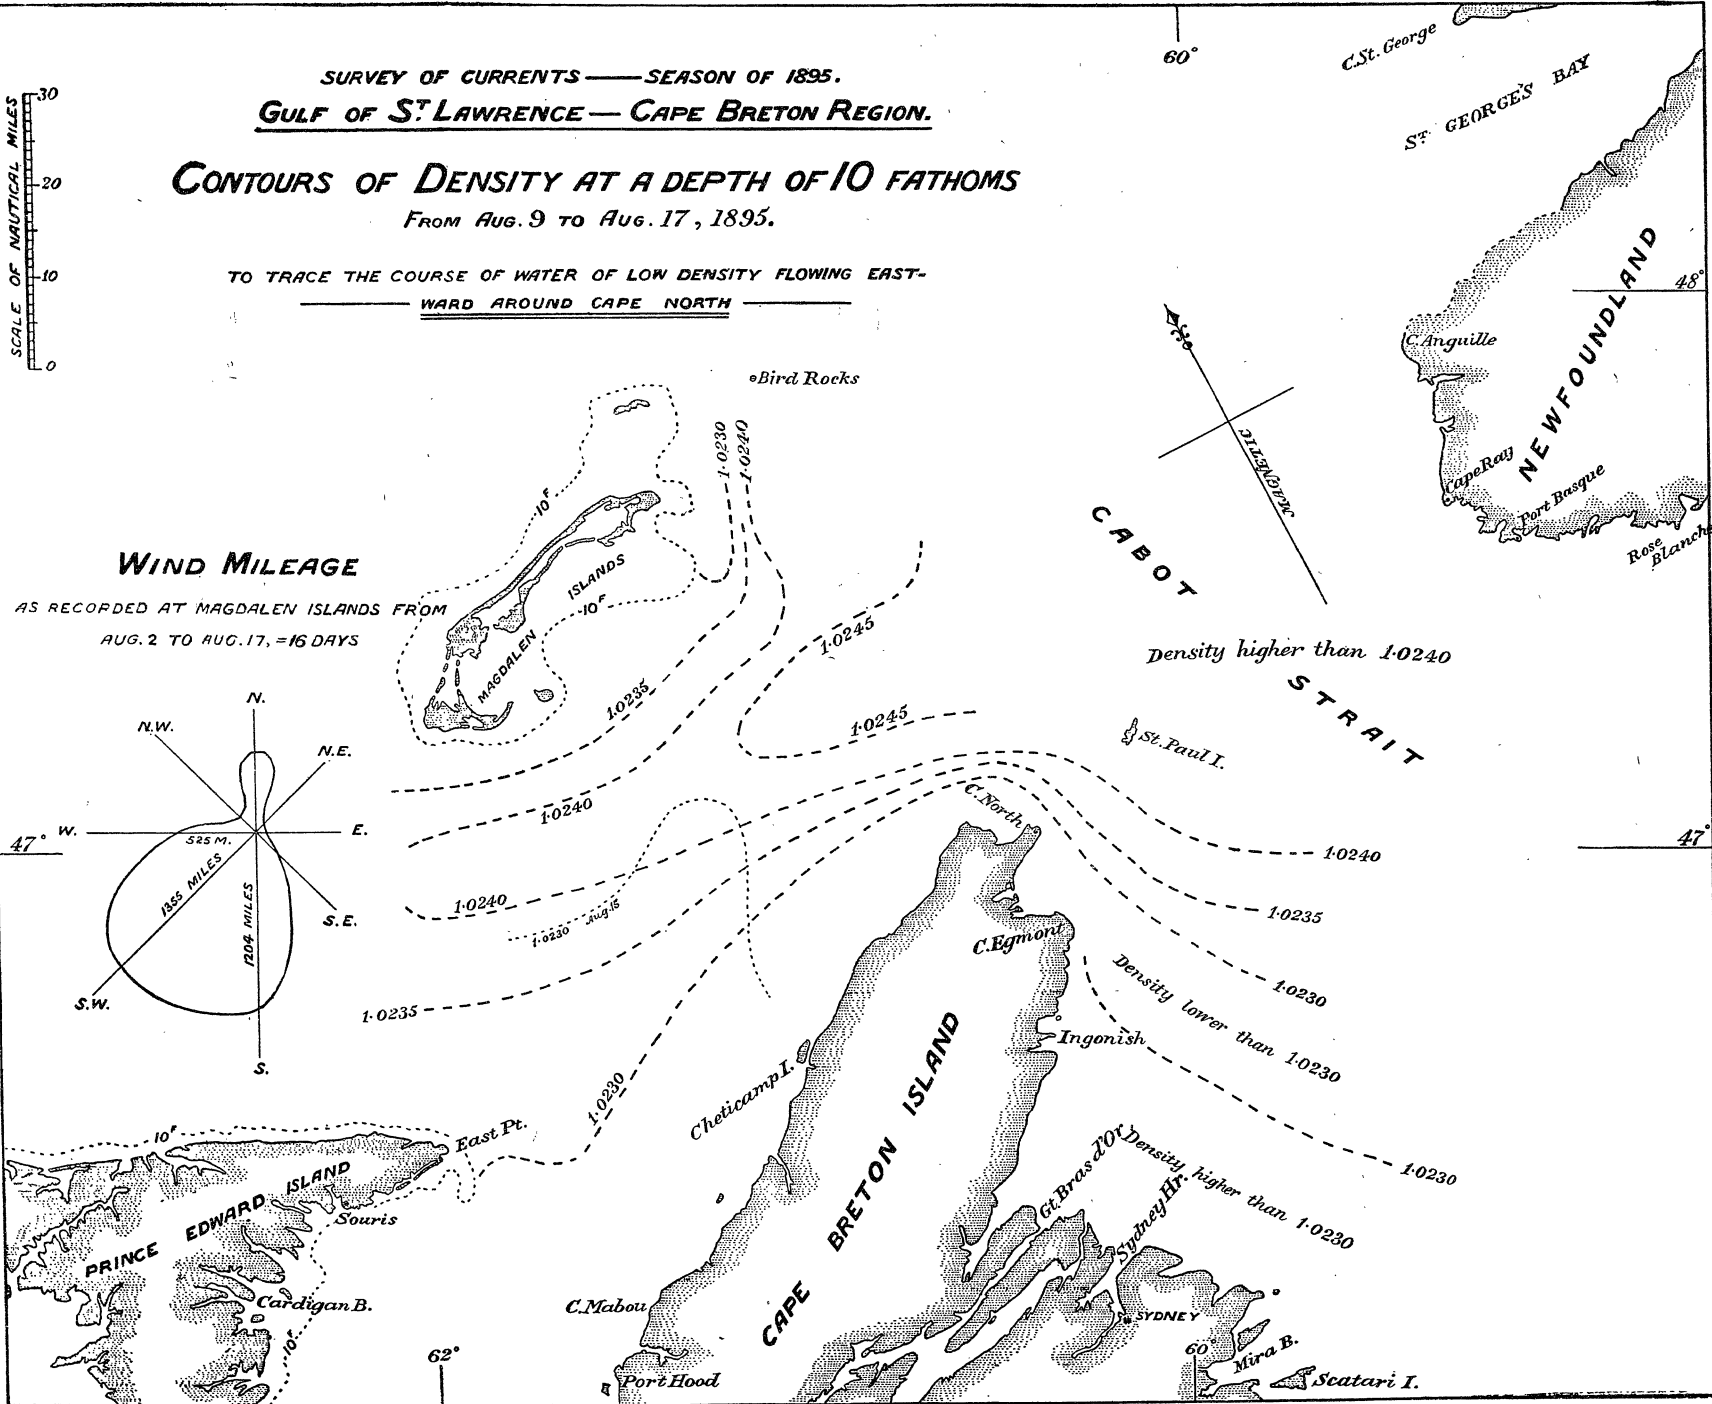 60°
C. St. George
SURVEY OF CURRENTS — SEASON OF 1895.
ST. GEORGE'S BAY
GULF OF ST. LAWRENCE — CAPE BRETON REGION.
CONTOURS OF DENSITY AT A DEPTH OF 10 FATHOMS
FROM AUG. 9 TO AUG. 17, 1895.
TO TRACE THE COURSE OF WATER OF LOW DENSITY FLOWING EAST-
WARD AROUND CAPE NORTH
SCALE OF NAUTICAL MILES
30
20
10
0
48°
NEWFOUNDLAND
C. Anguille
Cape Ray
Port Basque
Rose
Blanch
Bird Rocks
MAGNETIC
1.0230
1.0240
10F
MAGDALEN ISLANDS
10F
CABOT STRAIT
WIND MILEAGE
AS RECORDED AT MAGDALEN ISLANDS FROM
AUG. 2 TO AUG. 17, = 16 DAYS
N.
N.W.
N.E.
W.
E.
525 M.
1355 MILES
1204 MILES
S.W.
S.E.
S.
1.0245
Density higher than 1.0240
1.0235
1.0245
St. Paul I.
1.0240
C. North
47°
47°
1.0240
1.0240
1.0230 Aug. 15
1.0235
C. Egmont
1.0230
Density lower than 1.0230
1.0235
Ingonish
CAPE BRETON ISLAND
Cheticamp I.
1.0230
10F
East Pt.
PRINCE EDWARD ISLAND
Souris
Gt. Bras d'Or
Density higher than 1.0230
1.0230
Sydney Hr.
Cardigan B.
10F
C. Mabou
SYDNEY
62°
60°
Mira B.
Port Hood
Scatari I.